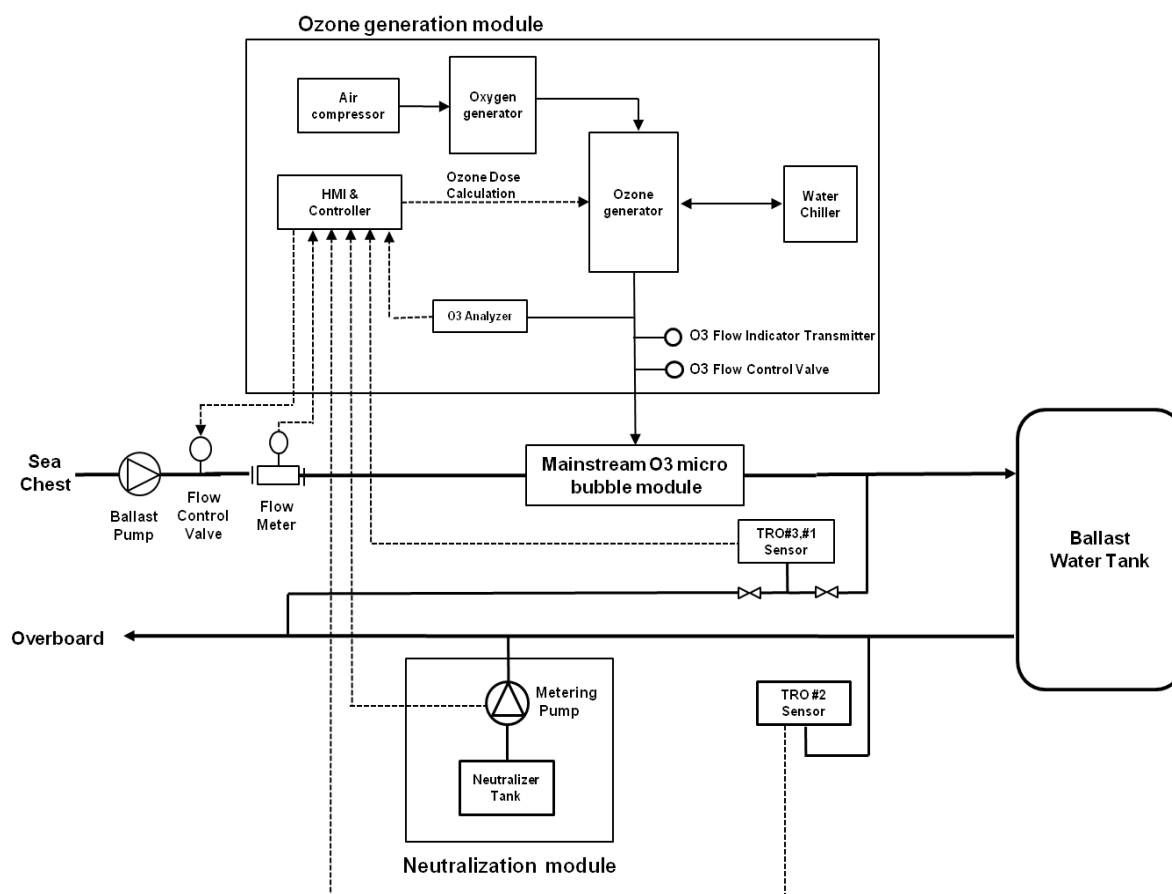 Ozone generation module
Air
compressor
Oxygen
generator
Ozone Dose
Calculation
HMI &
Controller
Ozone
generator
Water
Chiller
O3 Analyzer
O3 Flow Indicator Transmitter
O3 Flow Control Valve
Sea
Chest
Ballast
Pump
Flow
Control
Valve
Flow
Meter
Mainstream O3 micro
bubble module
TRO#3,#1
Sensor
Ballast
Water Tank
Overboard
Metering
Pump
Neutralizer
Tank
TRO #2
Sensor
Neutralization module